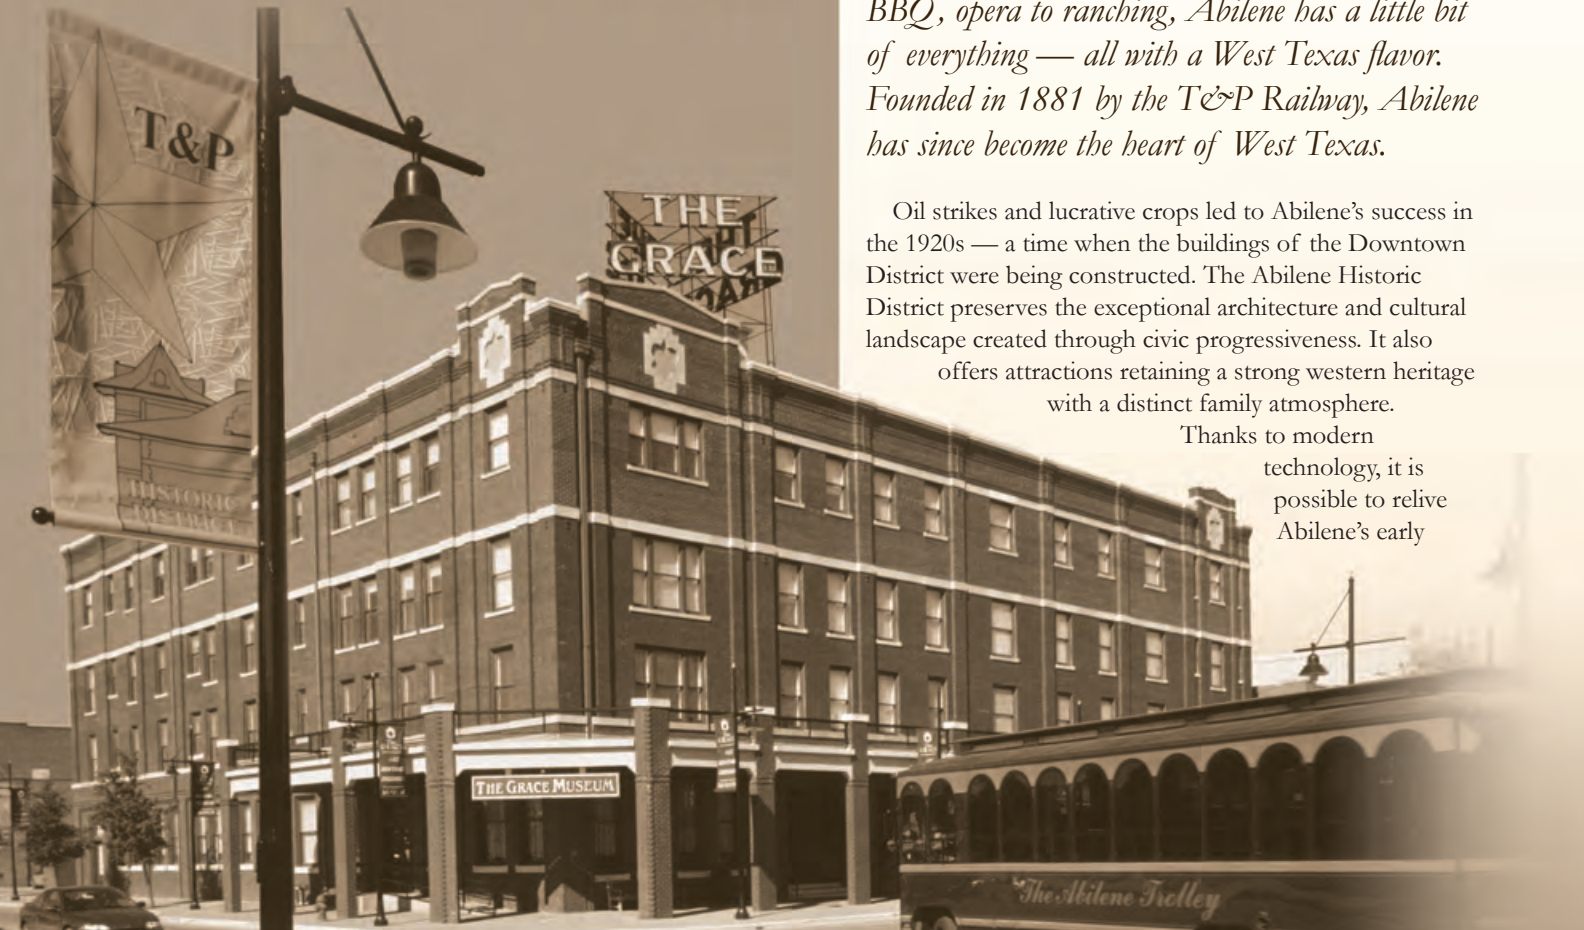 BBQ, opera to ranching, Abilene has a little bit
of everything — all with a West Texas flavor.
Founded in 1881 by the T&P Railway, Abilene
has since become the heart of West Texas.
Oil strikes and lucrative crops led to Abilene’s success in
the 1920s — a time when the buildings of the Downtown
District were being constructed. The Abilene Historic
District preserves the exceptional architecture and cultural
landscape created through civic progressiveness. It also
offers attractions retaining a strong western heritage
with a distinct family atmosphere.
Thanks to modern
technology, it is
possible to relive
Abilene’s early
T&P
HISTORIC
DISTRICT
THE
GRACE
THE GRACE MUSEUM
The Abilene Trolley